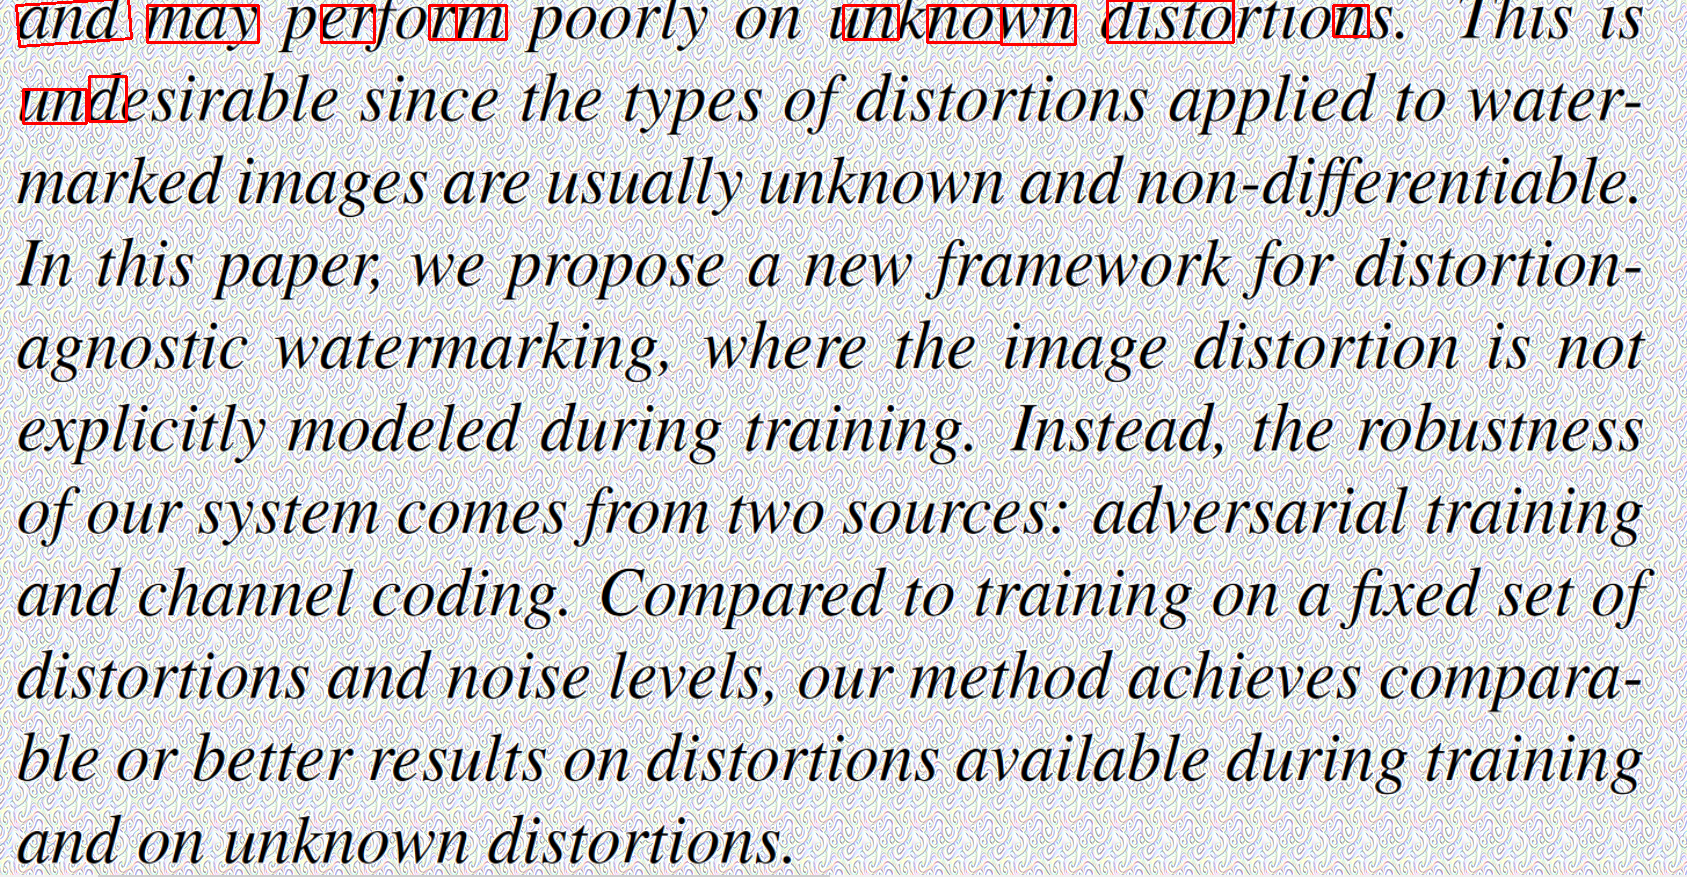 and may perform poorly on unknown distortions. This is
undesirable since the types of distortions applied to water-
marked images are usually unknown and non-differentiable.
In this paper, we propose a new framework for distortion-
agnostic watermarking, where the image distortion is not
explicitly modeled during training. Instead, the robustness
of our system comes from two sources: adversarial training
and channel coding. Compared to training on a fixed set of
distortions and noise levels, our method achieves compara-
ble or better results on distortions available during training
and on unknown distortions.